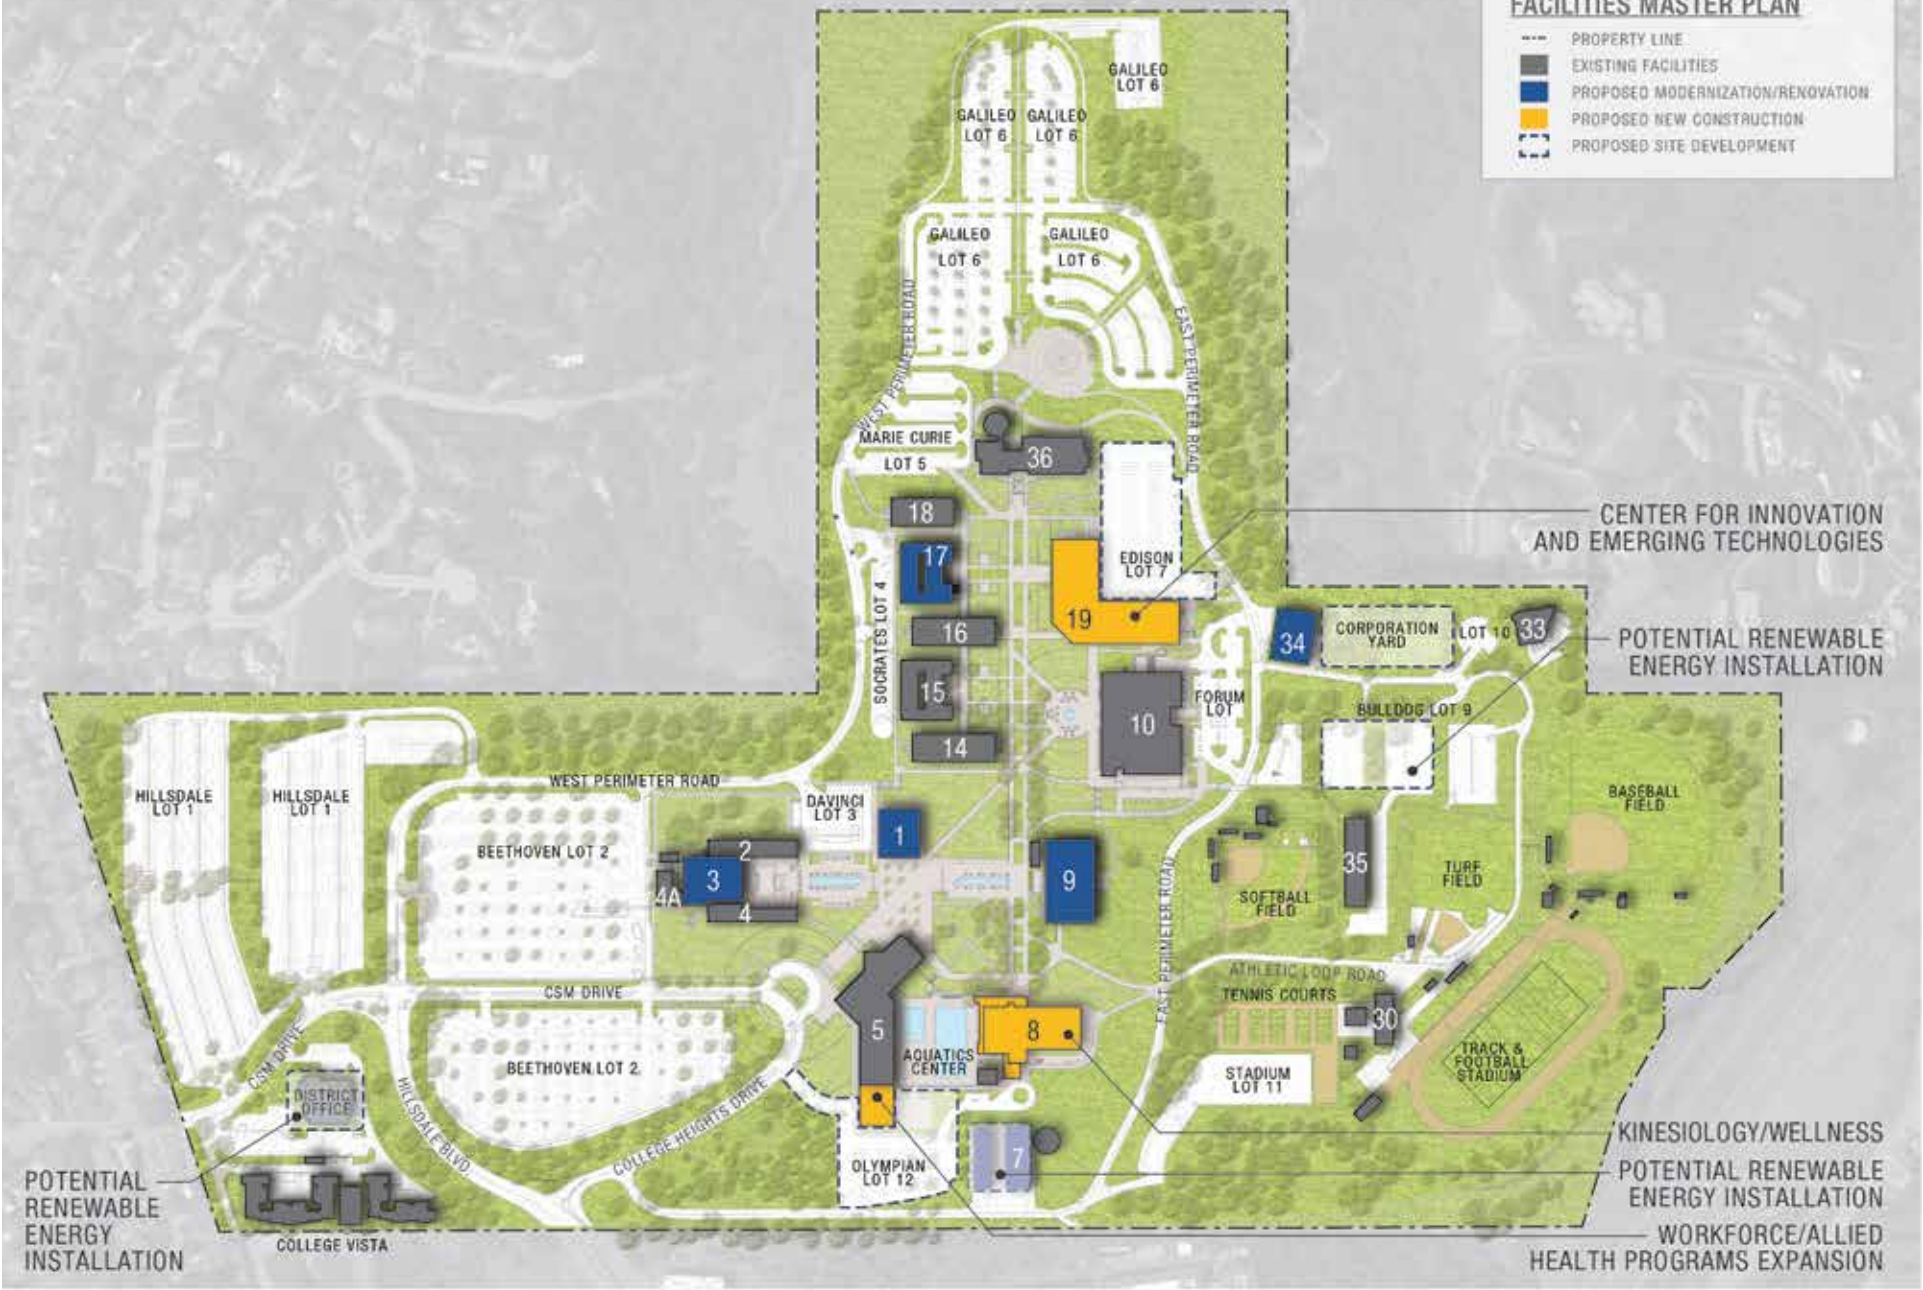 FACILITIES MASTER PLAN
PROPERTY LINE
EXISTING FACILITIES
PROPOSED MODERNIZATION/RENOVATION
PROPOSED NEW CONSTRUCTION
PROPOSED SITE DEVELOPMENT
GALILEO
LOT 6
GALILEO
LOT 6
GALILEO
LOT 6
GALILEO
LOT 6
GALILEO
LOT 6
WEST PERIMETER ROAD
EAST PERIMETER ROAD
MARIE CURIE
LOT 5
36
18
17
16
15
14
SOCRATES LOT 4
EDISON
LOT 7
19
CENTER FOR INNOVATION
AND EMERGING TECHNOLOGIES
34
CORPORATION
YARD
LOT 10
33
POTENTIAL RENEWABLE
ENERGY INSTALLATION
10
FORUM
LOT
BULLDOG LOT 9
HILLSDALE
LOT 1
HILLSDALE
LOT 1
WEST PERIMETER ROAD
BEETHOVEN LOT 2
DAVINCI
LOT 3
1
2
3
4A
4
9
EAST PERIMETER ROAD
SOFTBALL
FIELD
35
TURF
FIELD
BASEBALL
FIELD
ATHLETIC LOOP ROAD
TENNIS COURTS
30
TRACK &
FOOTBALL
STADIUM
STADIUM
LOT 11
CSM DRIVE
CSM DRIVE
BEETHOVEN LOT 2
HILLSDALE BLVD.
COLLEGE HEIGHTS DRIVE
DISTRICT
OFFICE
5
AQUATICS
CENTER
8
7
OLYMPIAN
LOT 12
COLLEGE VISTA
POTENTIAL
RENEWABLE
ENERGY
INSTALLATION
KINESIOLOGY/WELLNESS
POTENTIAL RENEWABLE
ENERGY INSTALLATION
WORKFORCE/ALLIED
HEALTH PROGRAMS EXPANSION